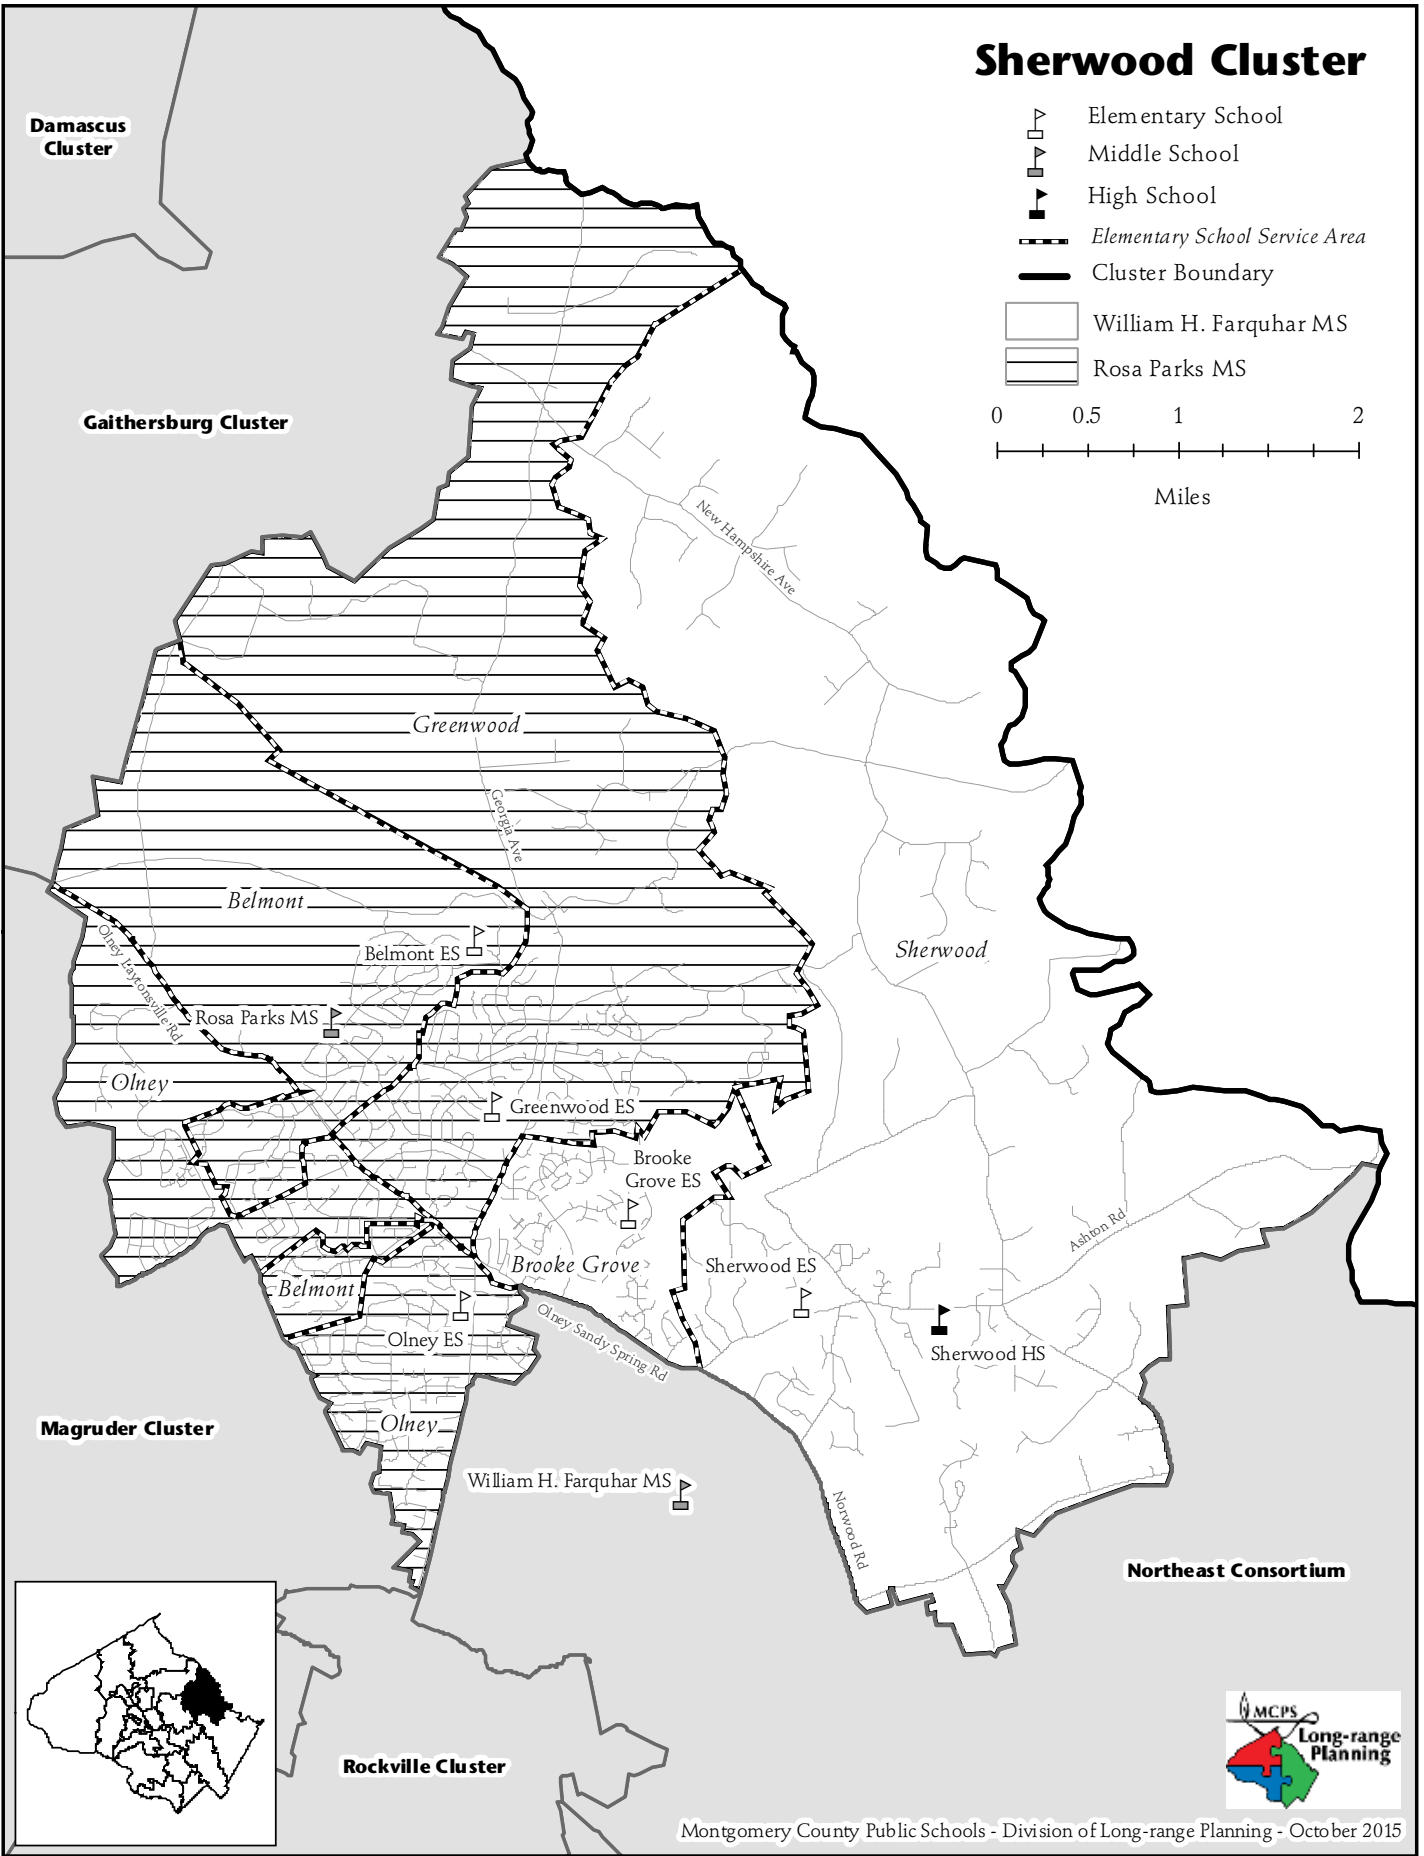 Sherwood Cluster
Elementary School
Middle School
High School
Elementary School Service Area
Cluster Boundary
William H. Farquhar MS
Rosa Parks MS
0 0.5 1 2
Miles
Damascus
Cluster
Gaithersburg Cluster
New Hampshire Ave
Greenwood
Georgia Ave
Belmont
Belmont ES
Sherwood
Olney Laytonsville Rd
Rosa Parks MS
Olney
Greenwood ES
Brooke
Grove ES
Ashton Rd
Brooke Grove
Sherwood ES
Belmont
Olney ES
Olney Sandy Spring Rd
Sherwood HS
Magruder Cluster
Olney
William H. Farquhar MS
Norwood Rd
Northeast Consortium
Rockville Cluster
MCPS
Long-range
Planning
Montgomery County Public Schools - Division of Long-range Planning - October 2015